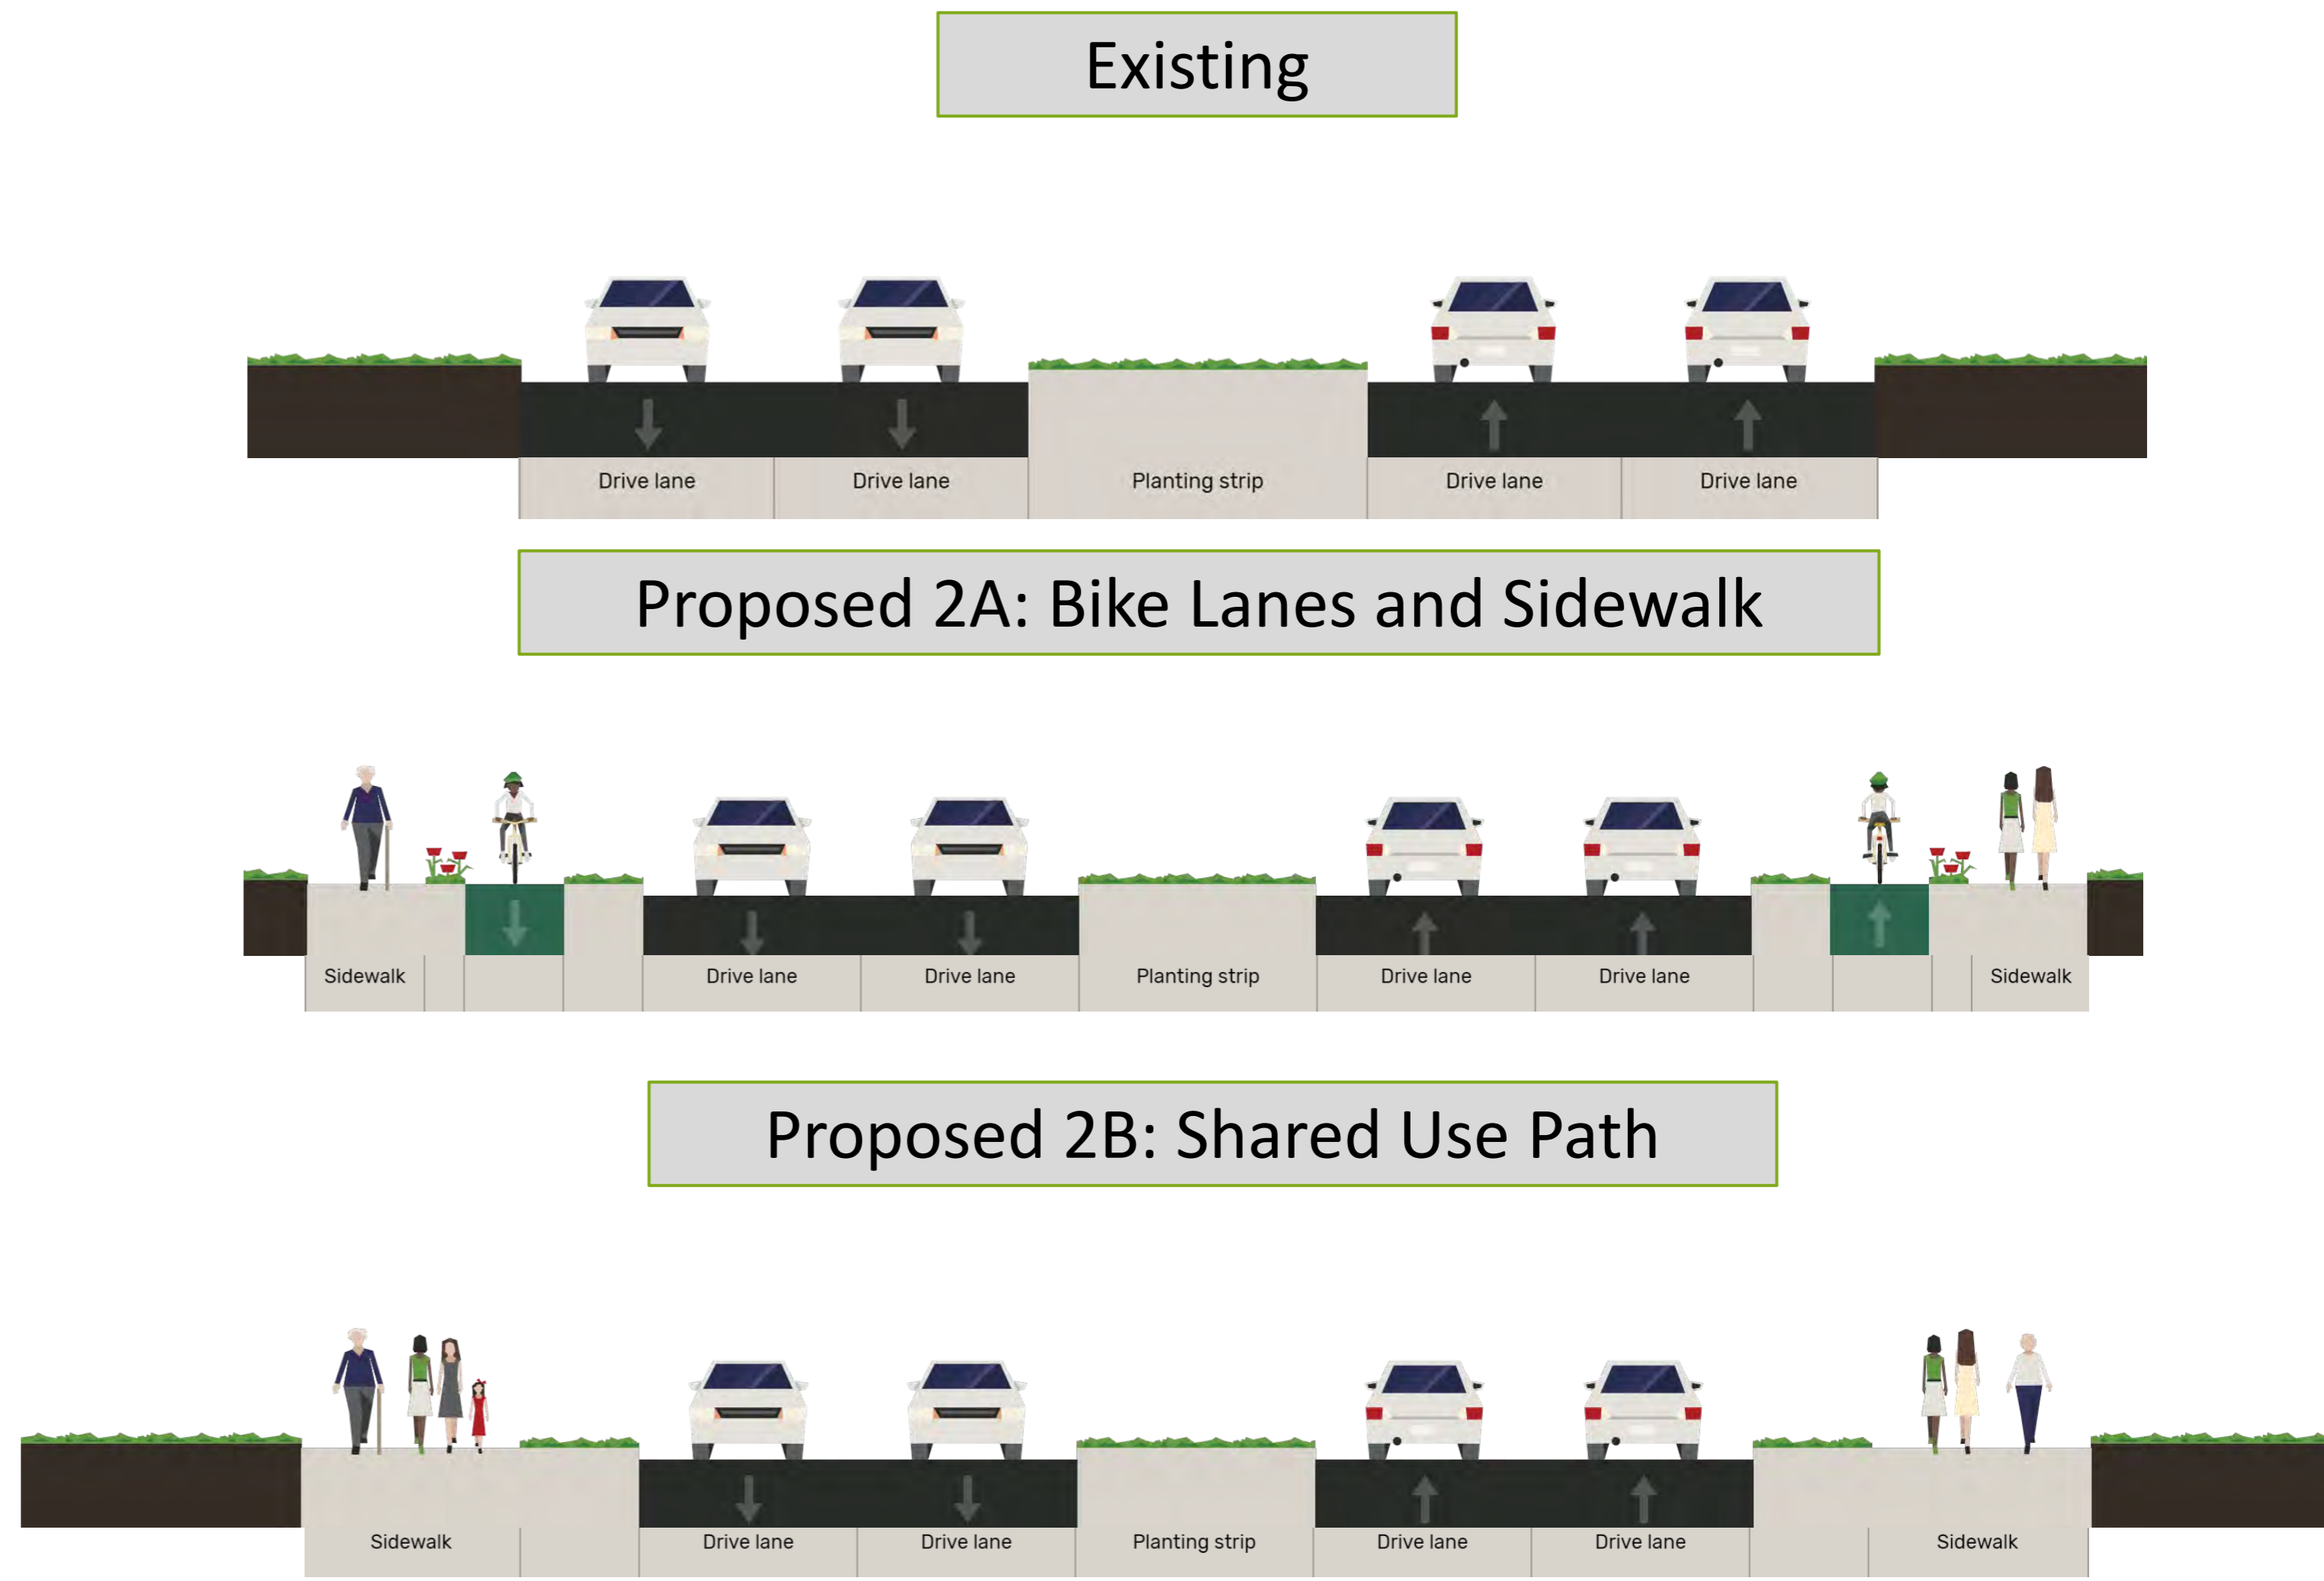 Existing
Drive lane
Drive lane
Planting strip
Drive lane
Drive lane
Proposed 2A: Bike Lanes and Sidewalk
Sidewalk
Drive lane
Drive lane
Planting strip
Drive lane
Drive lane
Sidewalk
Proposed 2B: Shared Use Path
Sidewalk
Drive lane
Drive lane
Planting strip
Drive lane
Drive lane
Sidewalk